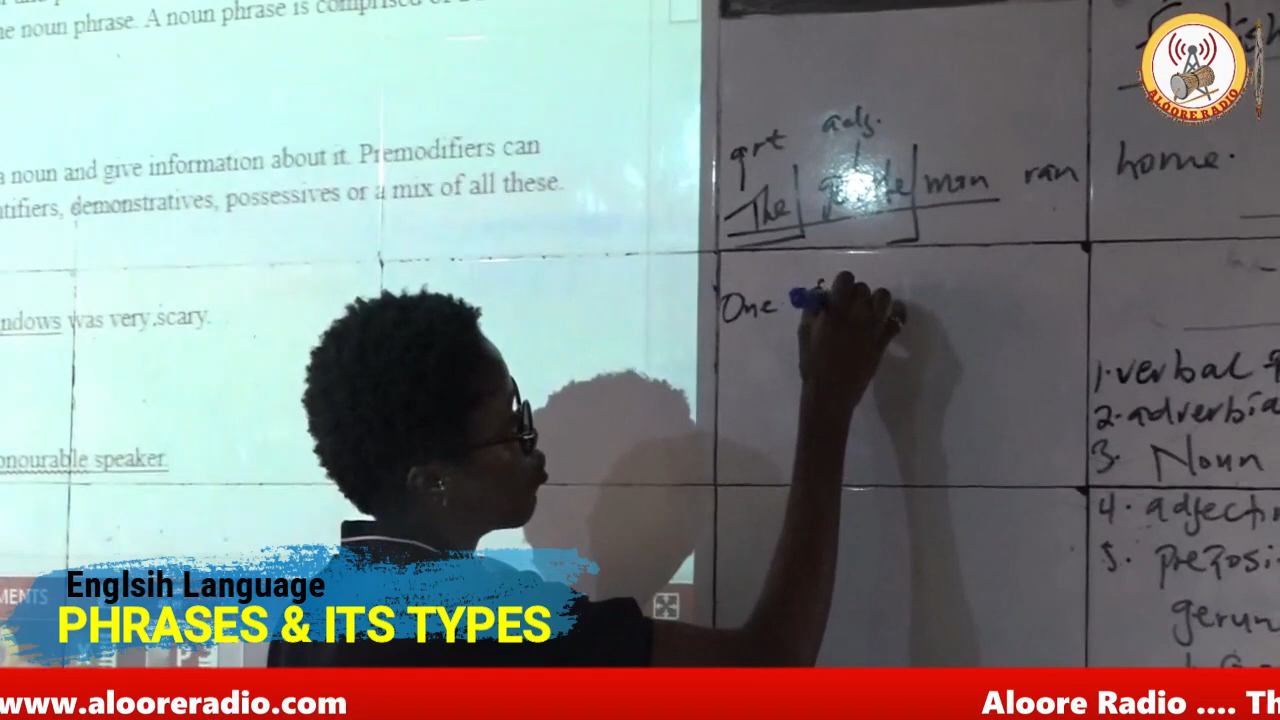 ne noun phrase. A noun phrase is comprised
a noun and give information about it. Premodifiers can
ntifiers, demonstratives, possessives or a mix of all these.
ndows was very scary.
onourable speaker
MENTS
art adj.
The man ran home.
One
1. verbal
2. adverbia
3. Noun
4. adjecti
5. preposi
gerun
ALOORE RADIO
Englsih Language
PHRASES & ITS TYPES
www.alooreradio.com
Aloore Radio .... Th